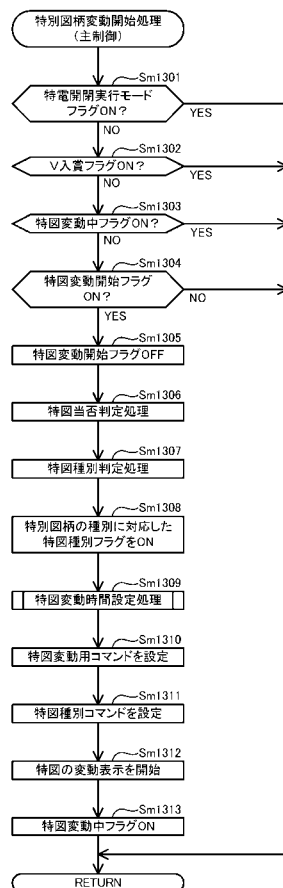 特別図柄変動開始処理
(主制御)
Sm1301
特電開閉実行モード
フラグON?
YES
NO
Sm1302
V入賞フラグON?
YES
NO
Sm1303
特図変動中フラグON?
YES
NO
Sm1304
特図変動開始フラグ
ON?
NO
YES
Sm1305
特図変動開始フラグOFF
Sm1306
特図当否判定処理
Sm1307
特図種別判定処理
Sm1308
特別図柄の種別に対応した
特図種別フラグをON
Sm1309
特図変動時間設定処理
Sm1310
特図変動用コマンドを設定
Sm1311
特図種別コマンドを設定
Sm1312
特図の変動表示を開始
Sm1313
特図変動中フラグON
RETURN